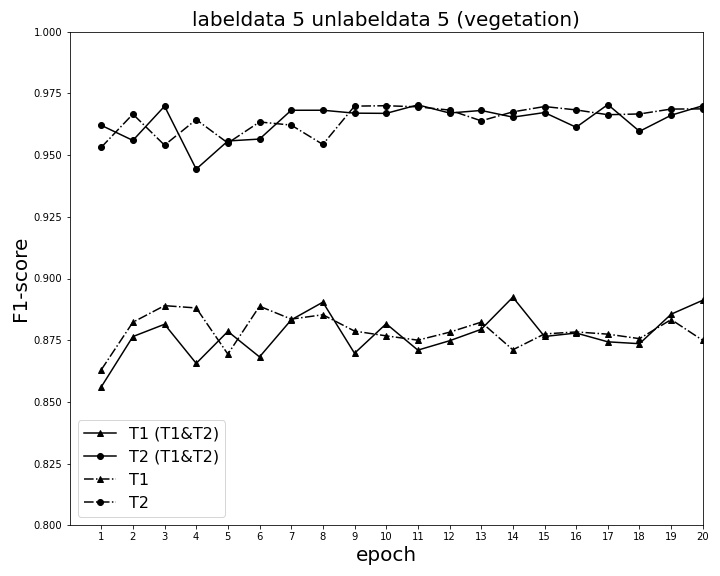 labeldata 5 unlabeldata 5 (vegetation)
1.000
0.975
0.950
0.925
0.900
0.875
0.850
0.825
0.800
F1-score
T1 (T1&T2)
T2 (T1&T2)
T1
T2
1 2 3 4 5 6 7 8 9 10 11 12 13 14 15 16 17 18 19 20
epoch